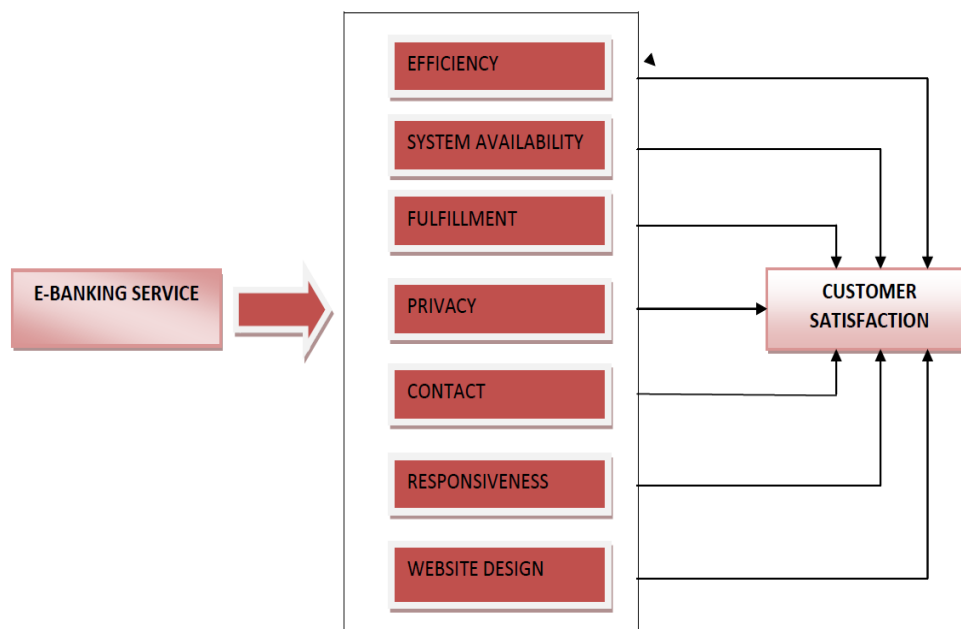 E-BANKING SERVICE
EFFICIENCY
SYSTEM AVAILABILITY
FULFILLMENT
PRIVACY
CONTACT
RESPONSIVENESS
WEBSITE DESIGN
CUSTOMER
SATISFACTION